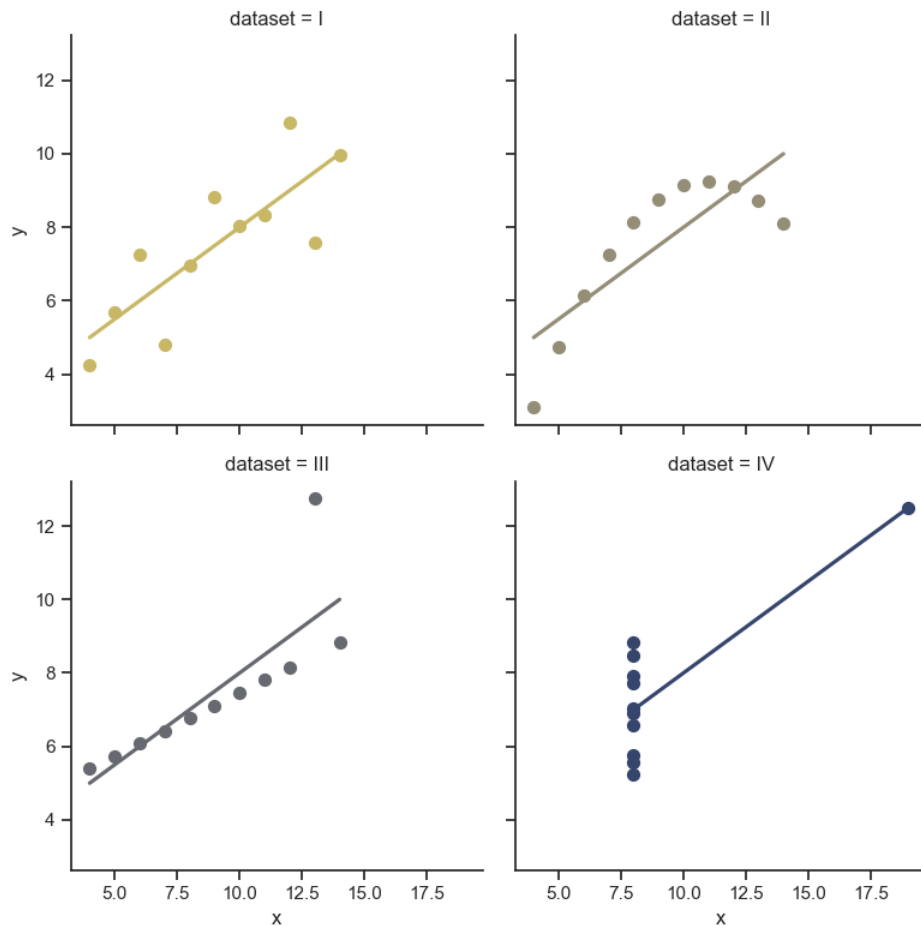 dataset = I
dataset = II
12
10
8
6
4
y
dataset = III
dataset = IV
12
10
8
6
4
y
5.0 7.5 10.0 12.5 15.0 17.5
5.0 7.5 10.0 12.5 15.0 17.5
x
x